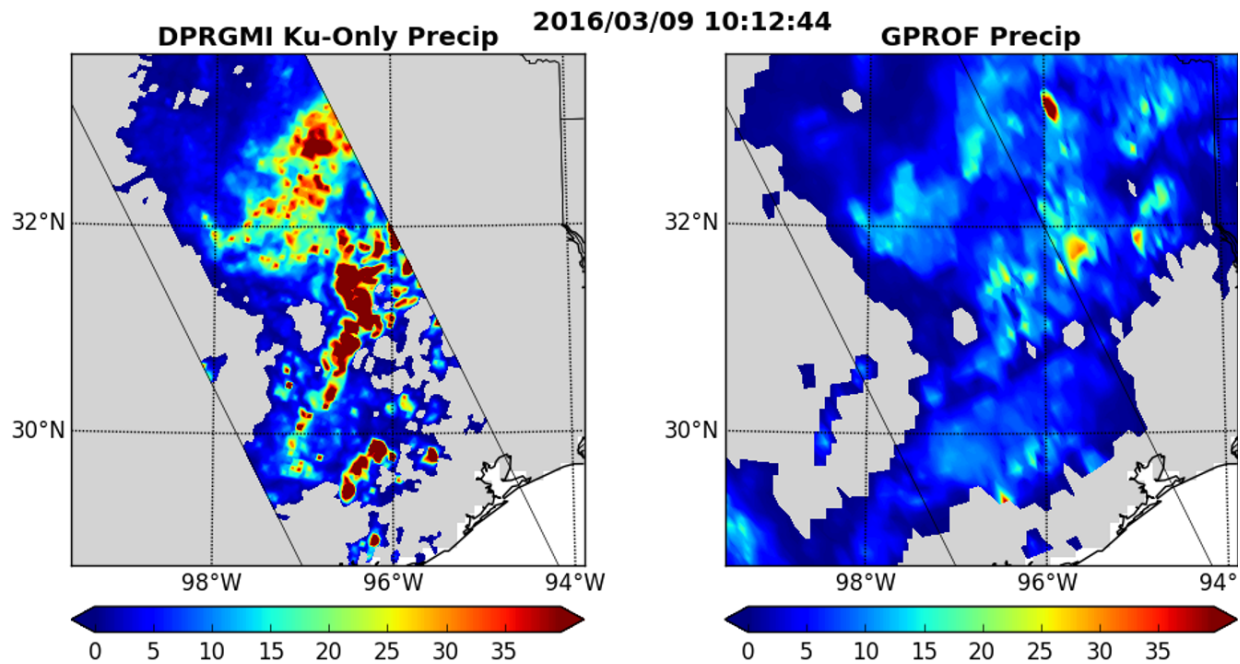 2016/03/09 10:12:44
DPRGMI Ku-Only Precip GPROF Precip
32°N 32°N
30°N 30°N
98°W 96°W 94°W 98°W 96°W 94°
0 5 10 15 20 25 30 35 0 5 10 15 20 25 30 35